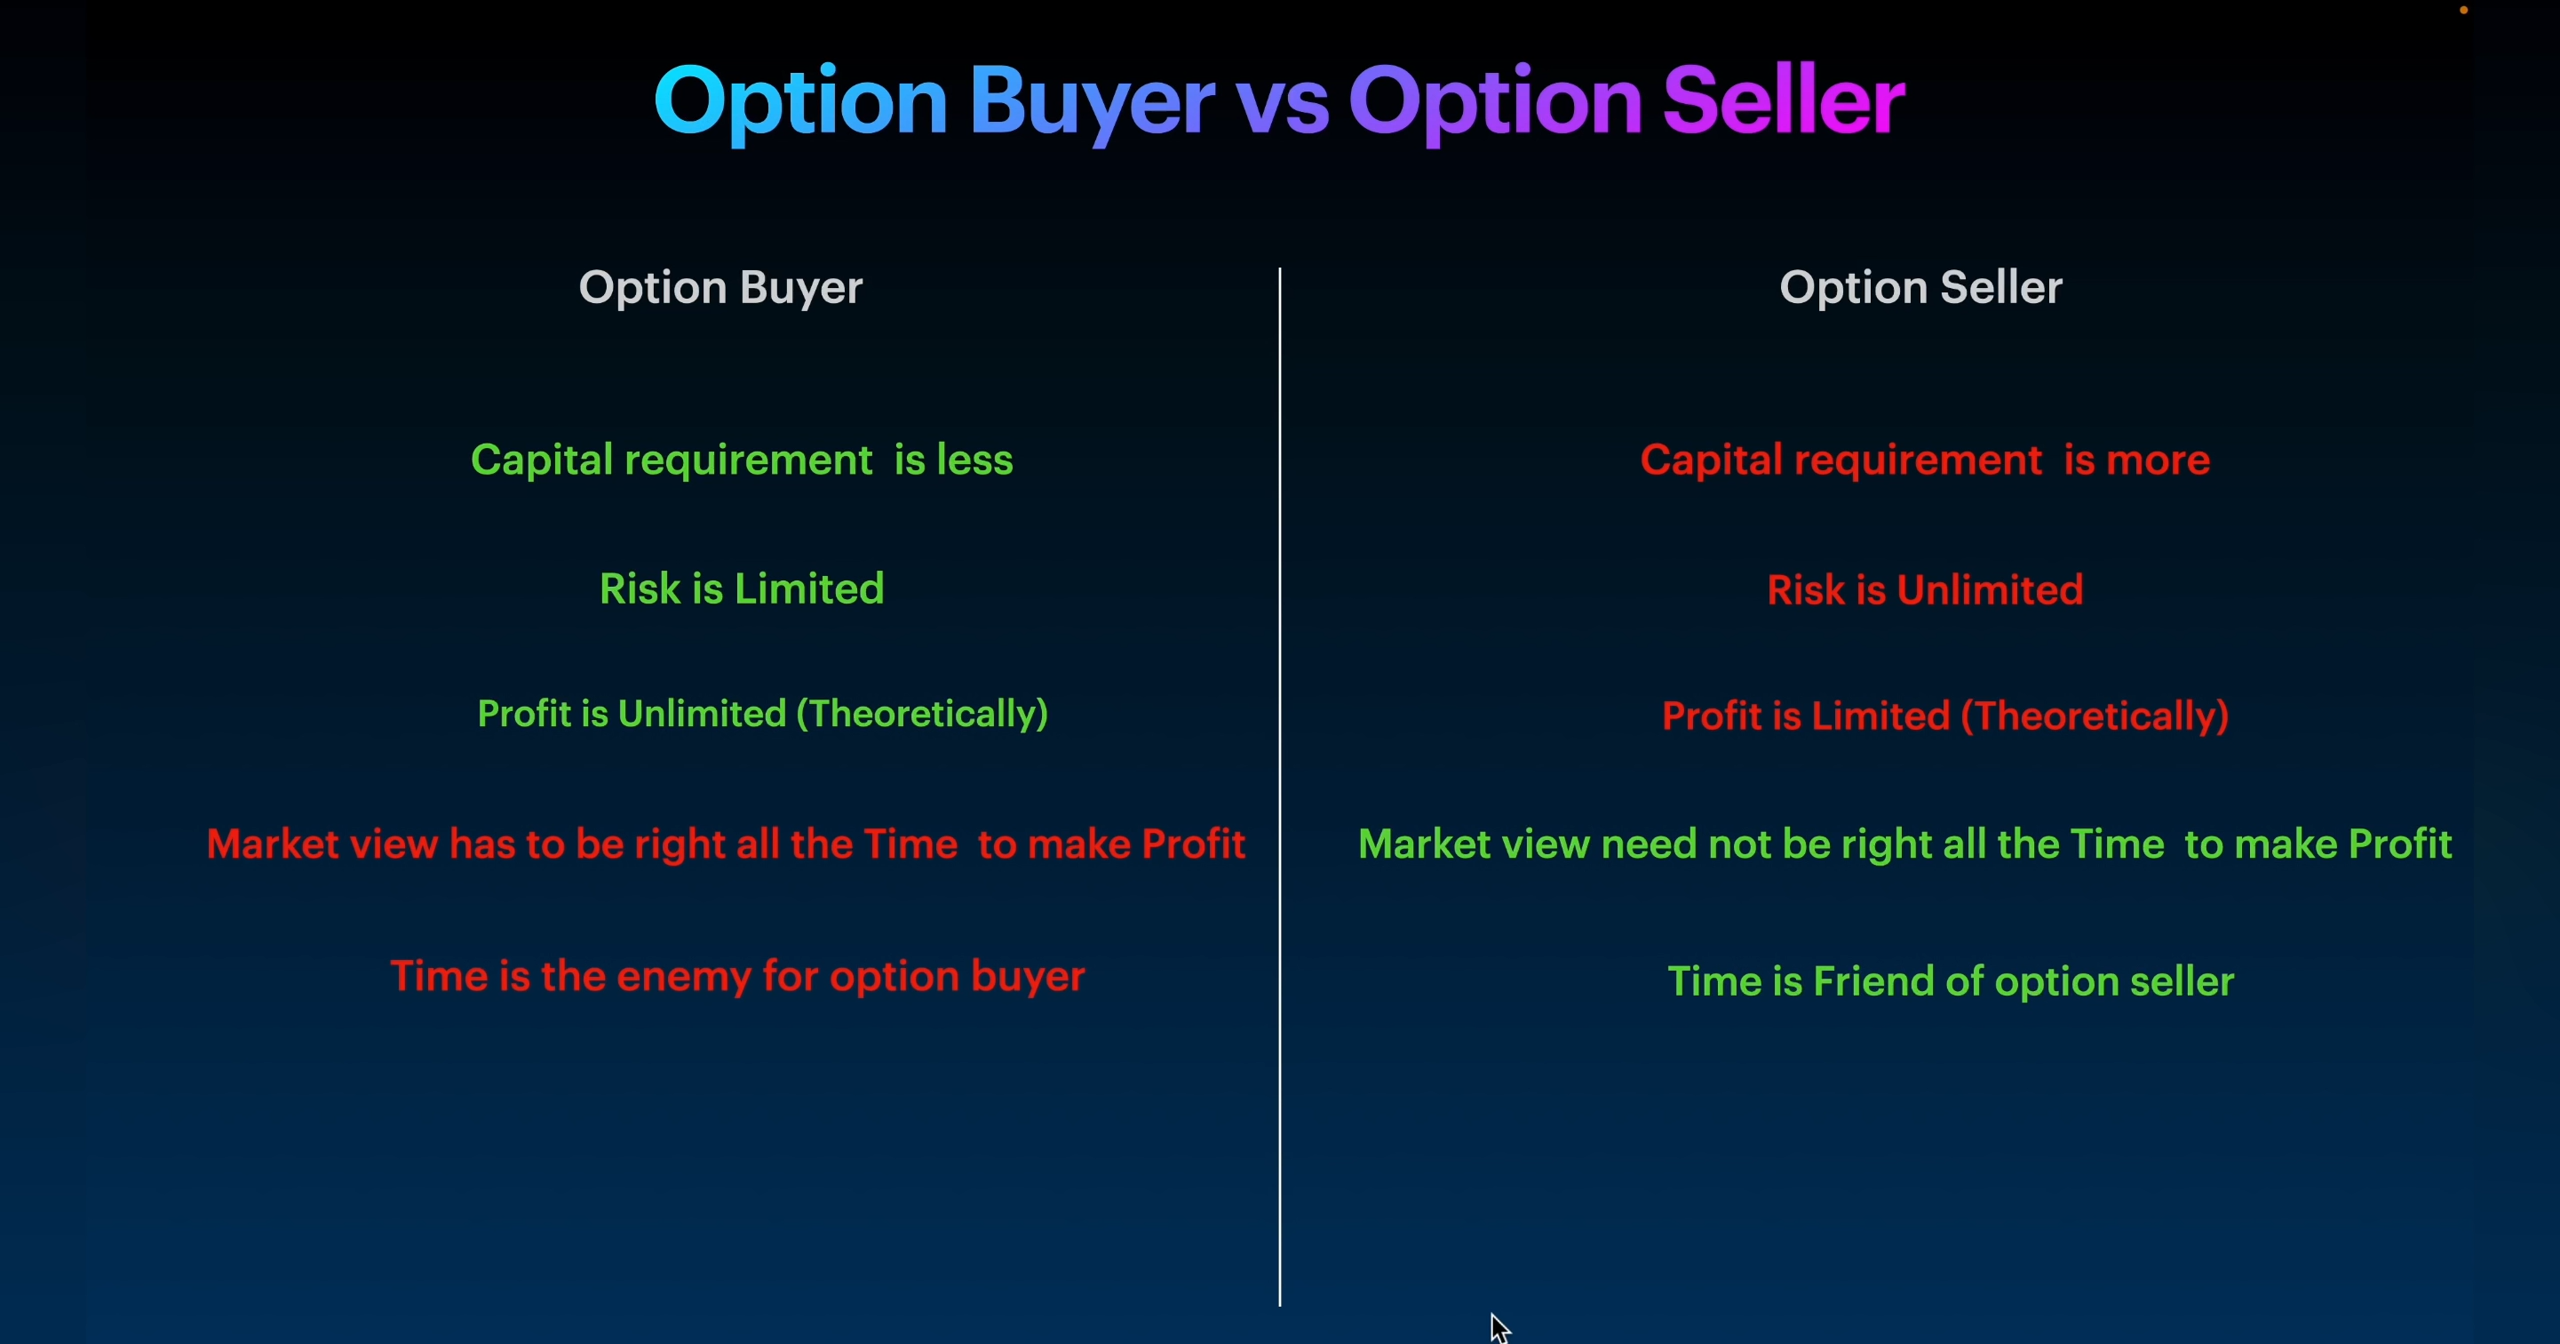 Option Buyer vs Option Seller
Option Buyer
Capital requirement  is less
Risk is Limited
Profit is Unlimited (Theoretically)
Market view has to be right all the Time  to make Profit
Time is the enemy for option buyer
Option Seller
Capital requirement  is more
Risk is Unlimited
Profit is Limited (Theoretically)
Market view need not be right all the Time  to make Profit
Time is Friend of option seller